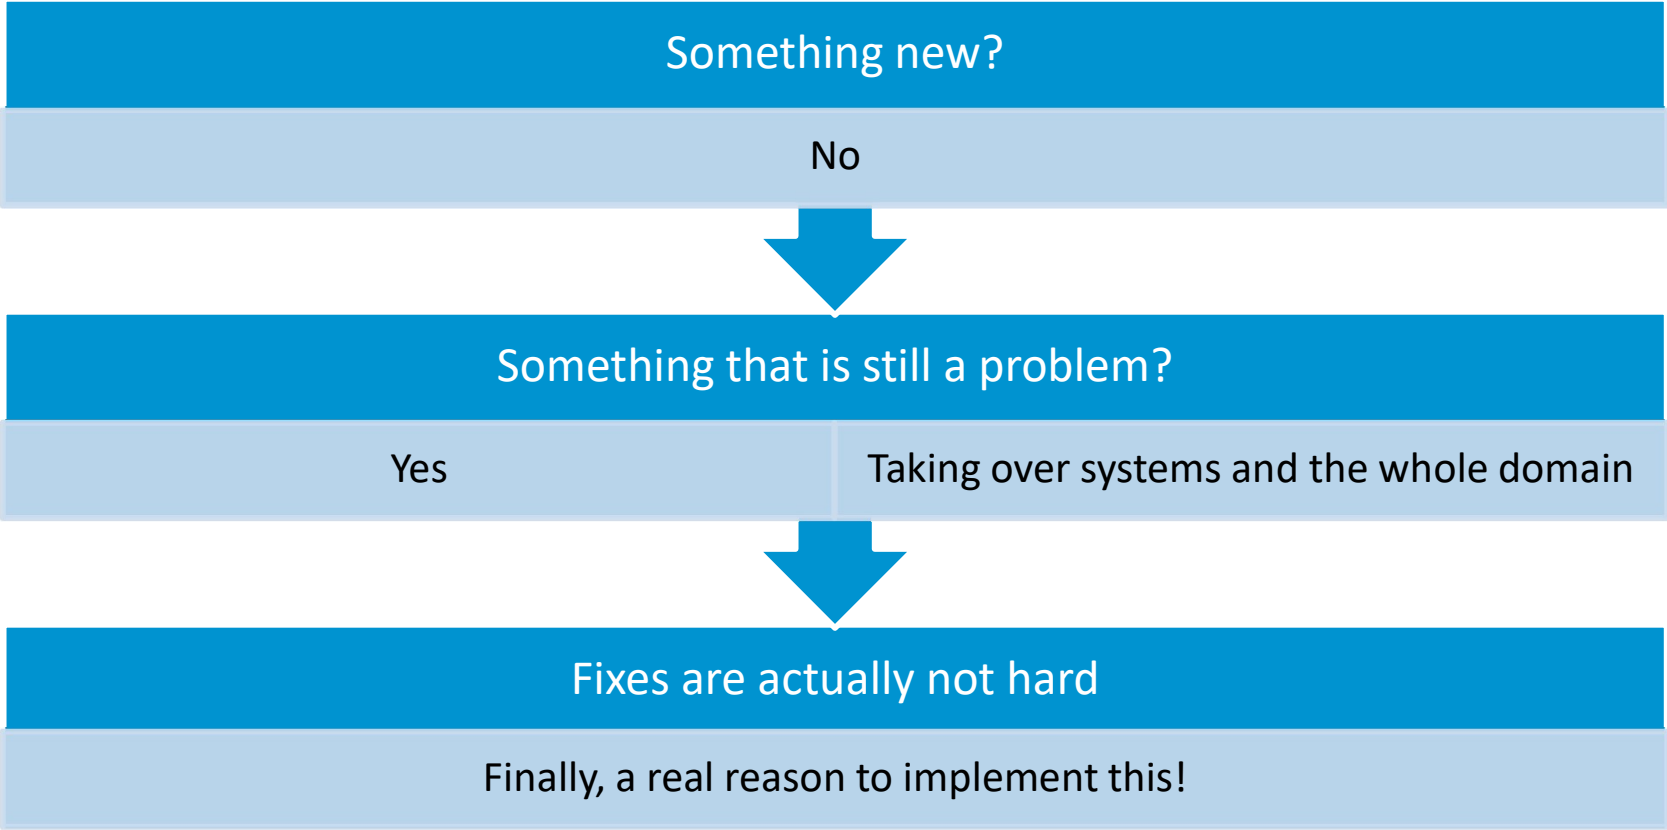 Something new?
No
Something that is still a problem?
Yes
Taking over systems and the whole domain
Fixes are actually not hard
Finally, a real reason to implement this!